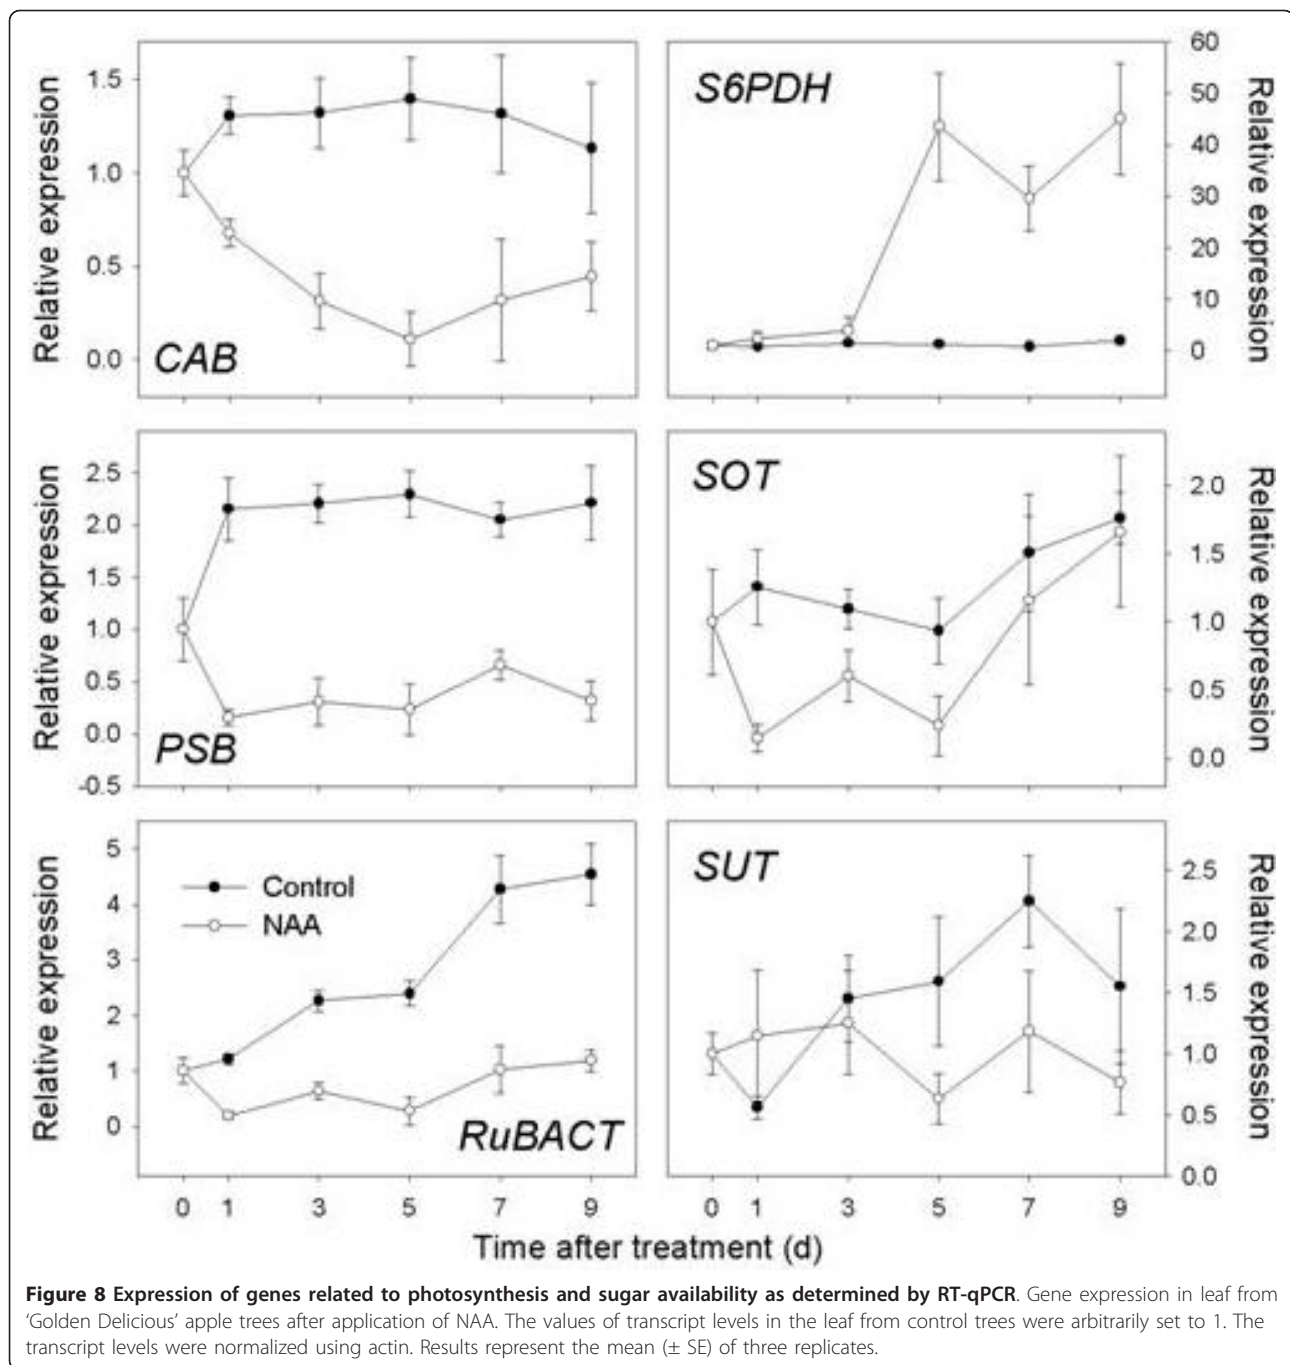 Relative expression
1.5
1.0
0.5
0.0
CAB
S6PDH
60
50
40
30
20
10
0
Relative expression
Relative expression
2.5
2.0
1.5
1.0
0.5
0.0
-0.5
PSB
SOT
2.0
1.5
1.0
0.5
0.0
Relative expression
Relative expression
5
4
3
2
1
0
Control
NAA
RuBACT
SUT
2.5
2.0
1.5
1.0
0.5
0.0
Relative expression
0 1 3 5 7 9
0 1 3 5 7 9
Time after treatment (d)
Figure 8 Expression of genes related to photosynthesis and sugar availability as determined by RT-qPCR. Gene expression in leaf from
‘Golden Delicious’ apple trees after application of NAA. The values of transcript levels in the leaf from control trees were arbitrarily set to 1. The
transcript levels were normalized using actin. Results represent the mean (± SE) of three replicates.